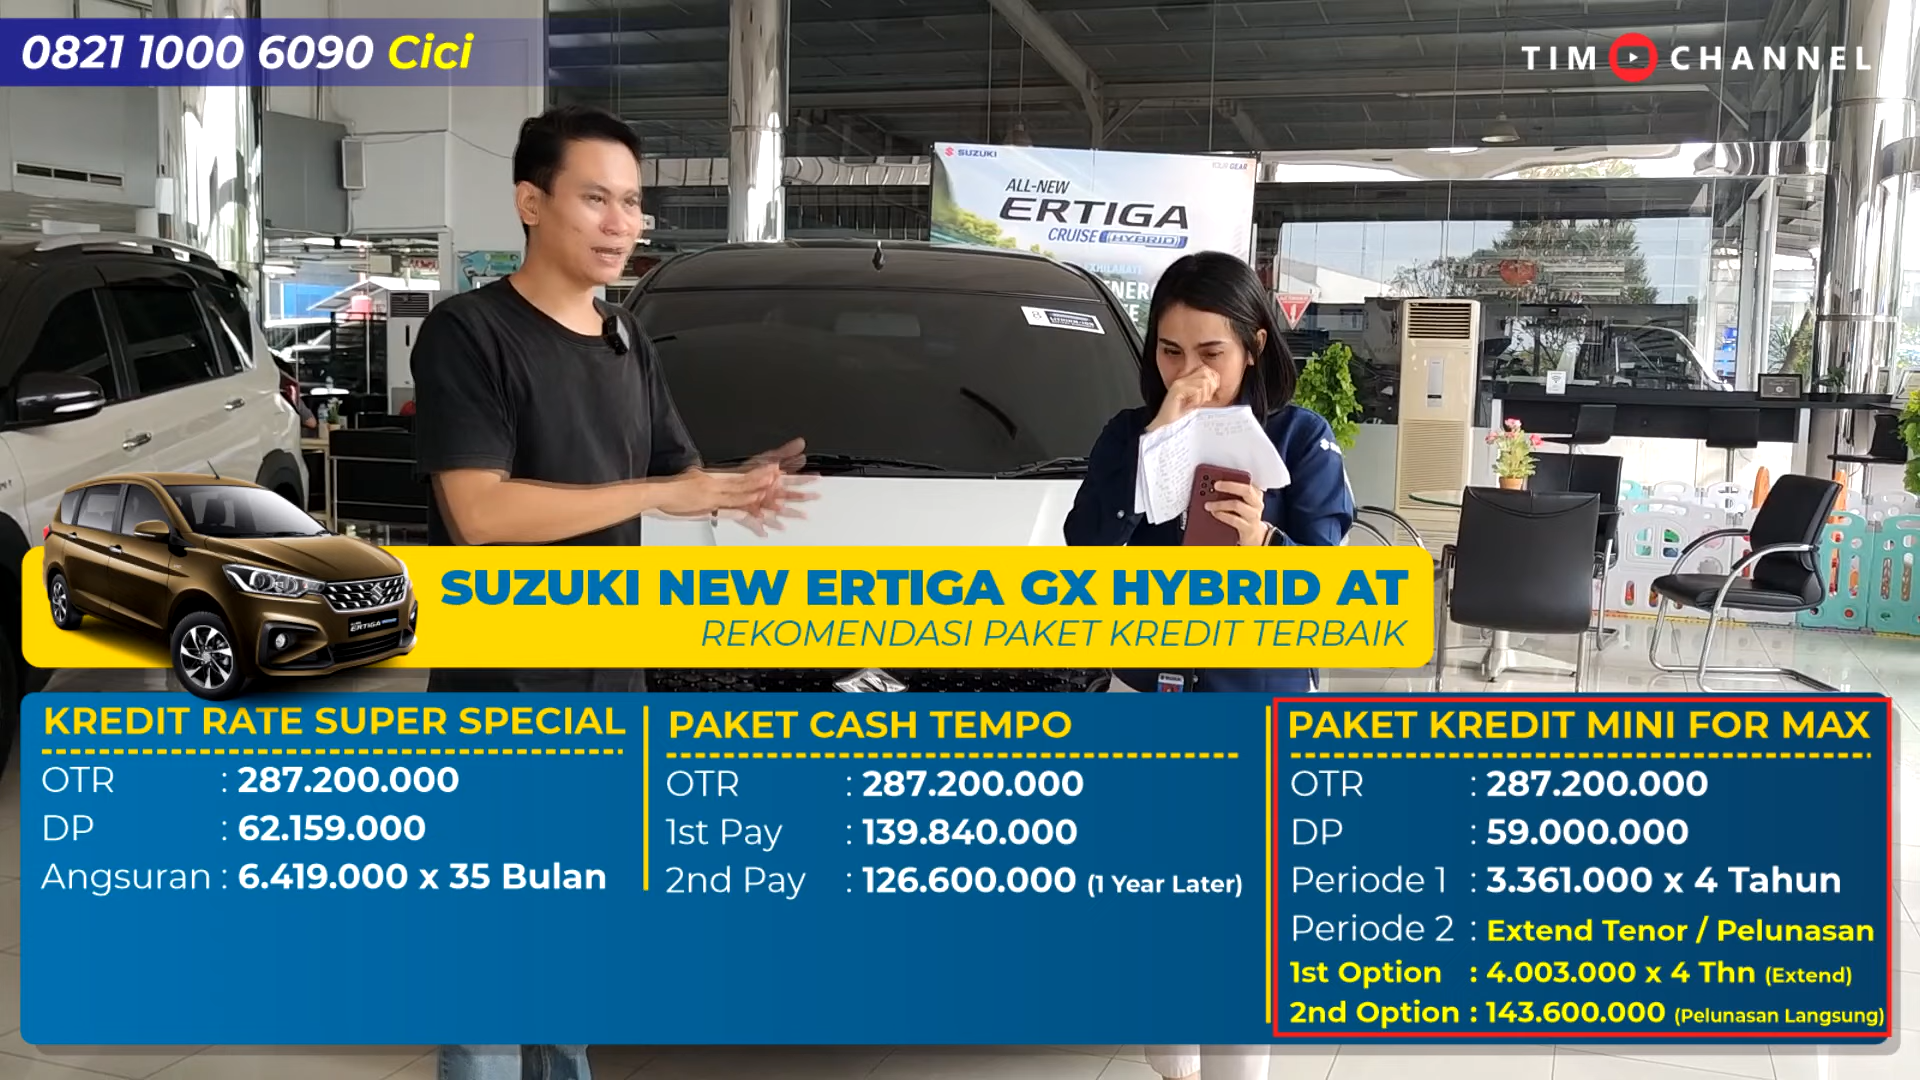 0821 1000 6090 Cici
TIM CHANNEL
SUZUKI
ALL-NEW
ERTIGA
CRUISE HYBRID
SUZUKI NEW ERTIGA GX HYBRID AT
REKOMENDASI PAKET KREDIT TERBAIK
KREDIT RATE SUPER SPECIAL
OTR : 287.200.000
DP : 62.159.000
Angsuran : 6.419.000 x 35 Bulan
PAKET CASH TEMPO
OTR : 287.200.000
1st Pay : 139.840.000
2nd Pay : 126.600.000 (1 Year Later)
PAKET KREDIT MINI FOR MAX
OTR : 287.200.000
DP : 59.000.000
Periode 1 : 3.361.000 x 4 Tahun
Periode 2 : Extend Tenor / Pelunasan
1st Option : 4.003.000 x 4 Thn (Extend)
2nd Option : 143.600.000 (Pelunasan Langsung)